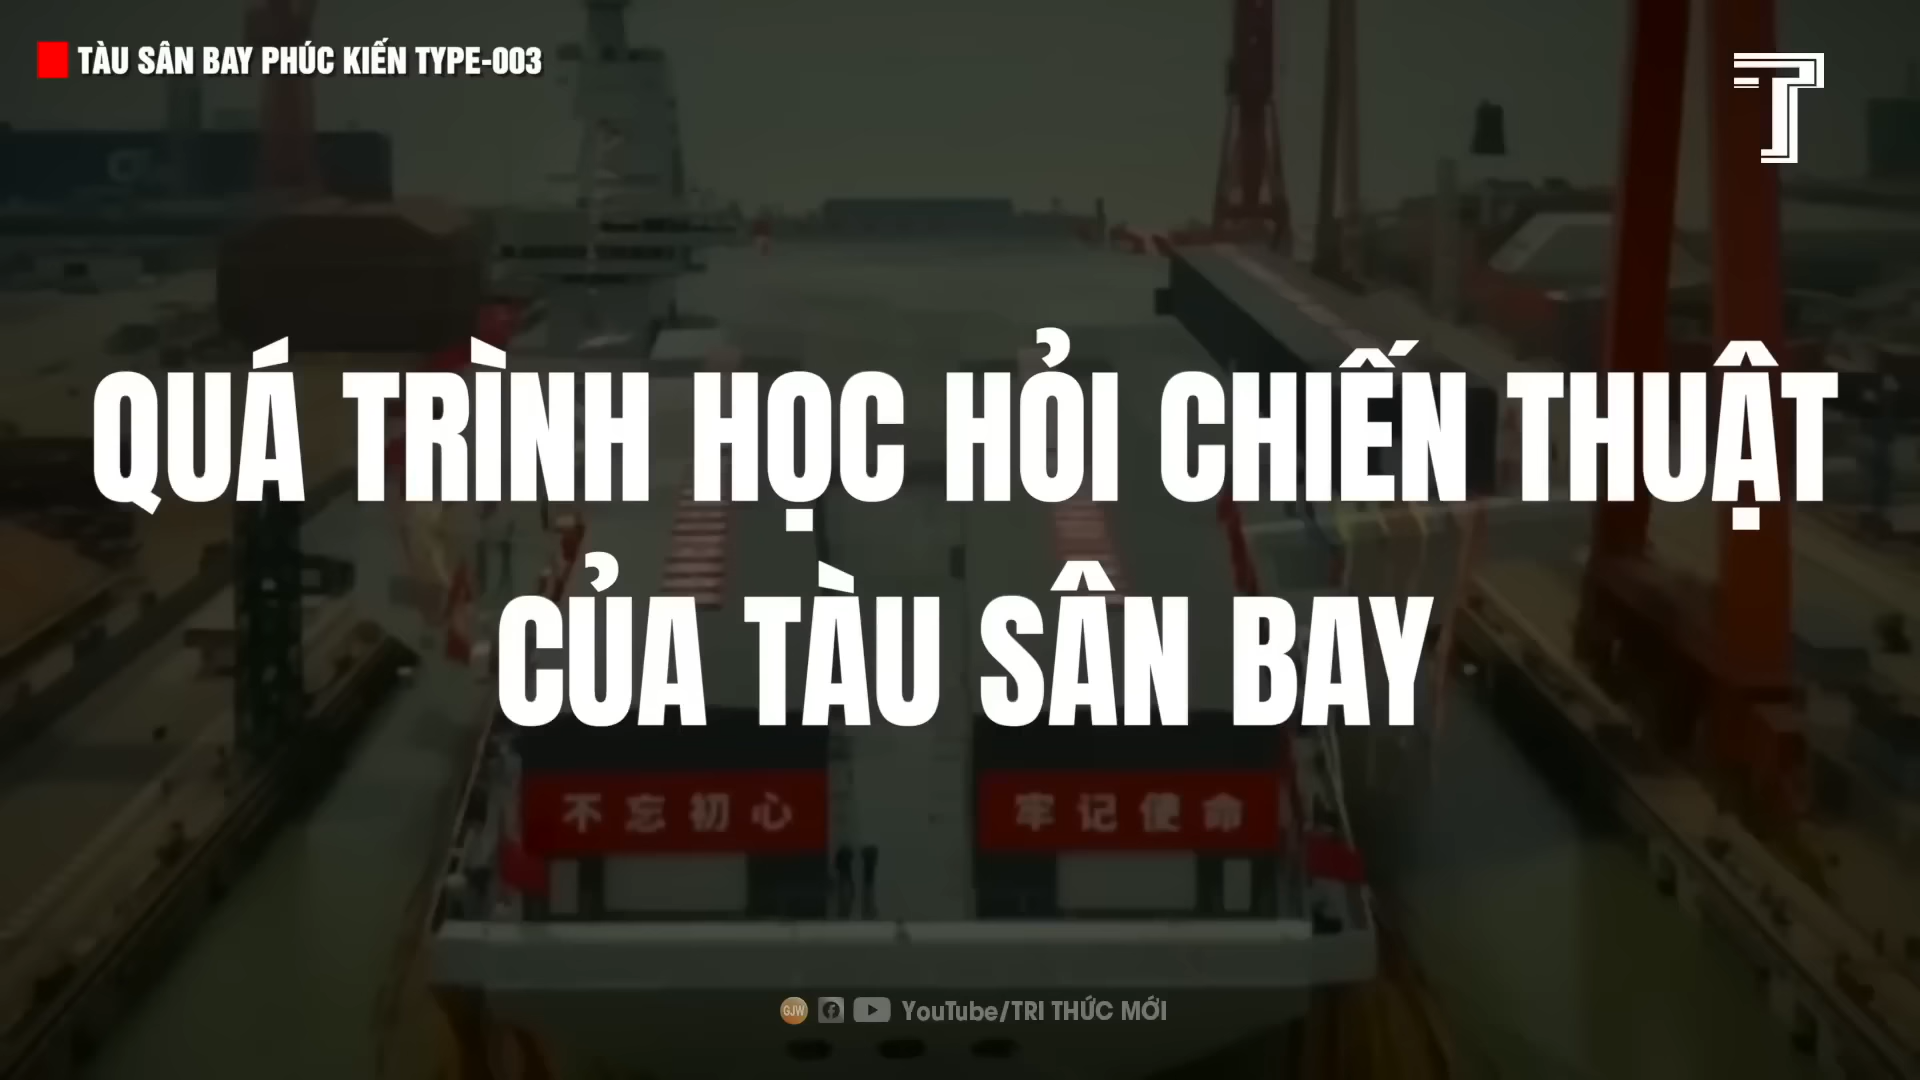 TÀU SÂN BAY PHÚC KIẾN TYPE-003
QUÁ TRÌNH HỌC HỎI CHIẾN THUẬT
CỦA TÀU SÂN BAY
不忘初心
牢记使命
GJW YouTube/TRI THỨC MỚI